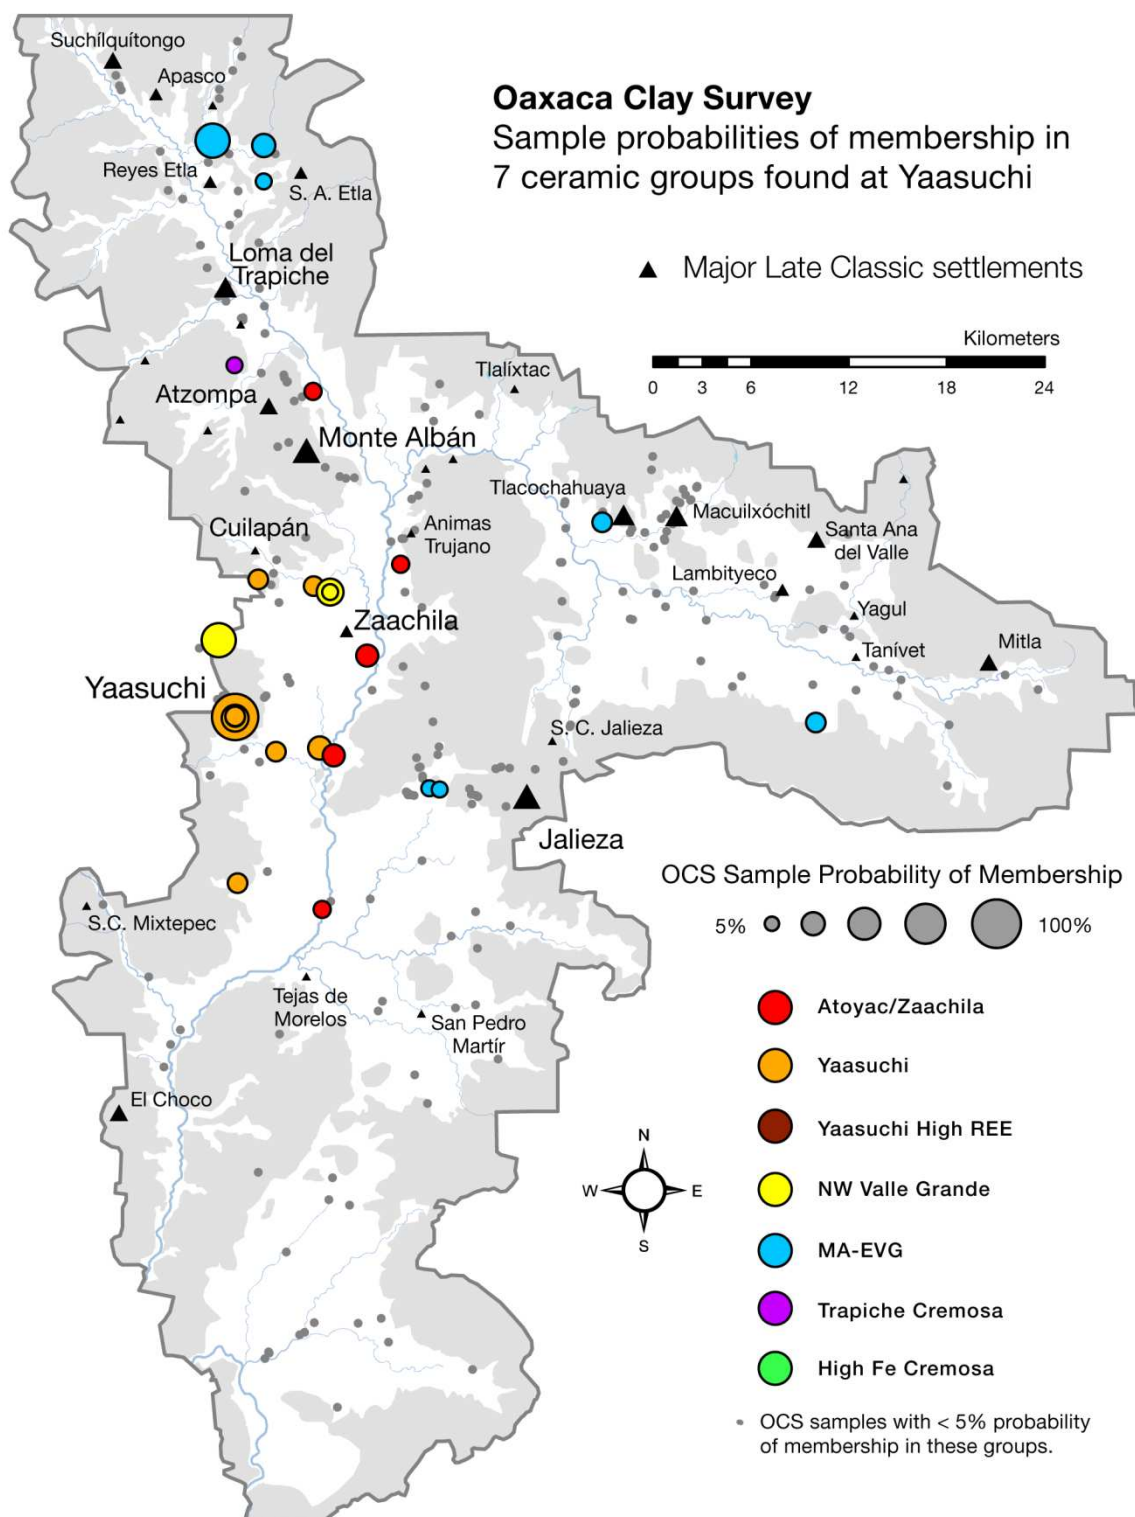 Oaxaca Clay Survey
Sample probabilities of membership in
7 ceramic groups found at Yaasuchi
Major Late Classic settlements
Kilometers
0 3 6 12 18 24
Suchílquítongo
Apasco
Reyes Etla
S. A. Etla
Loma del
Trapiche
Atzompa
Tlalíxtac
Monte Albán
Tlacochahuaya
Macuilxóchitl
Cuilapán
Animas
Trujano
Santa Ana
del Valle
Lambityeco
Yagul
Zaachila
Tanívet
Mitla
Yaasuchi
S. C. Jalieza
Jalieza
S.C. Mixtepec
Tejas de
Morelos
San Pedro
Martír
El Choco
N
W E
S
OCS Sample Probability of Membership
5% 100%
Atoyac/Zaachila
Yaasuchi
Yaasuchi High REE
NW Valle Grande
MA-EVG
Trapiche Cremosa
High Fe Cremosa
OCS samples with < 5% probability
of membership in these groups.